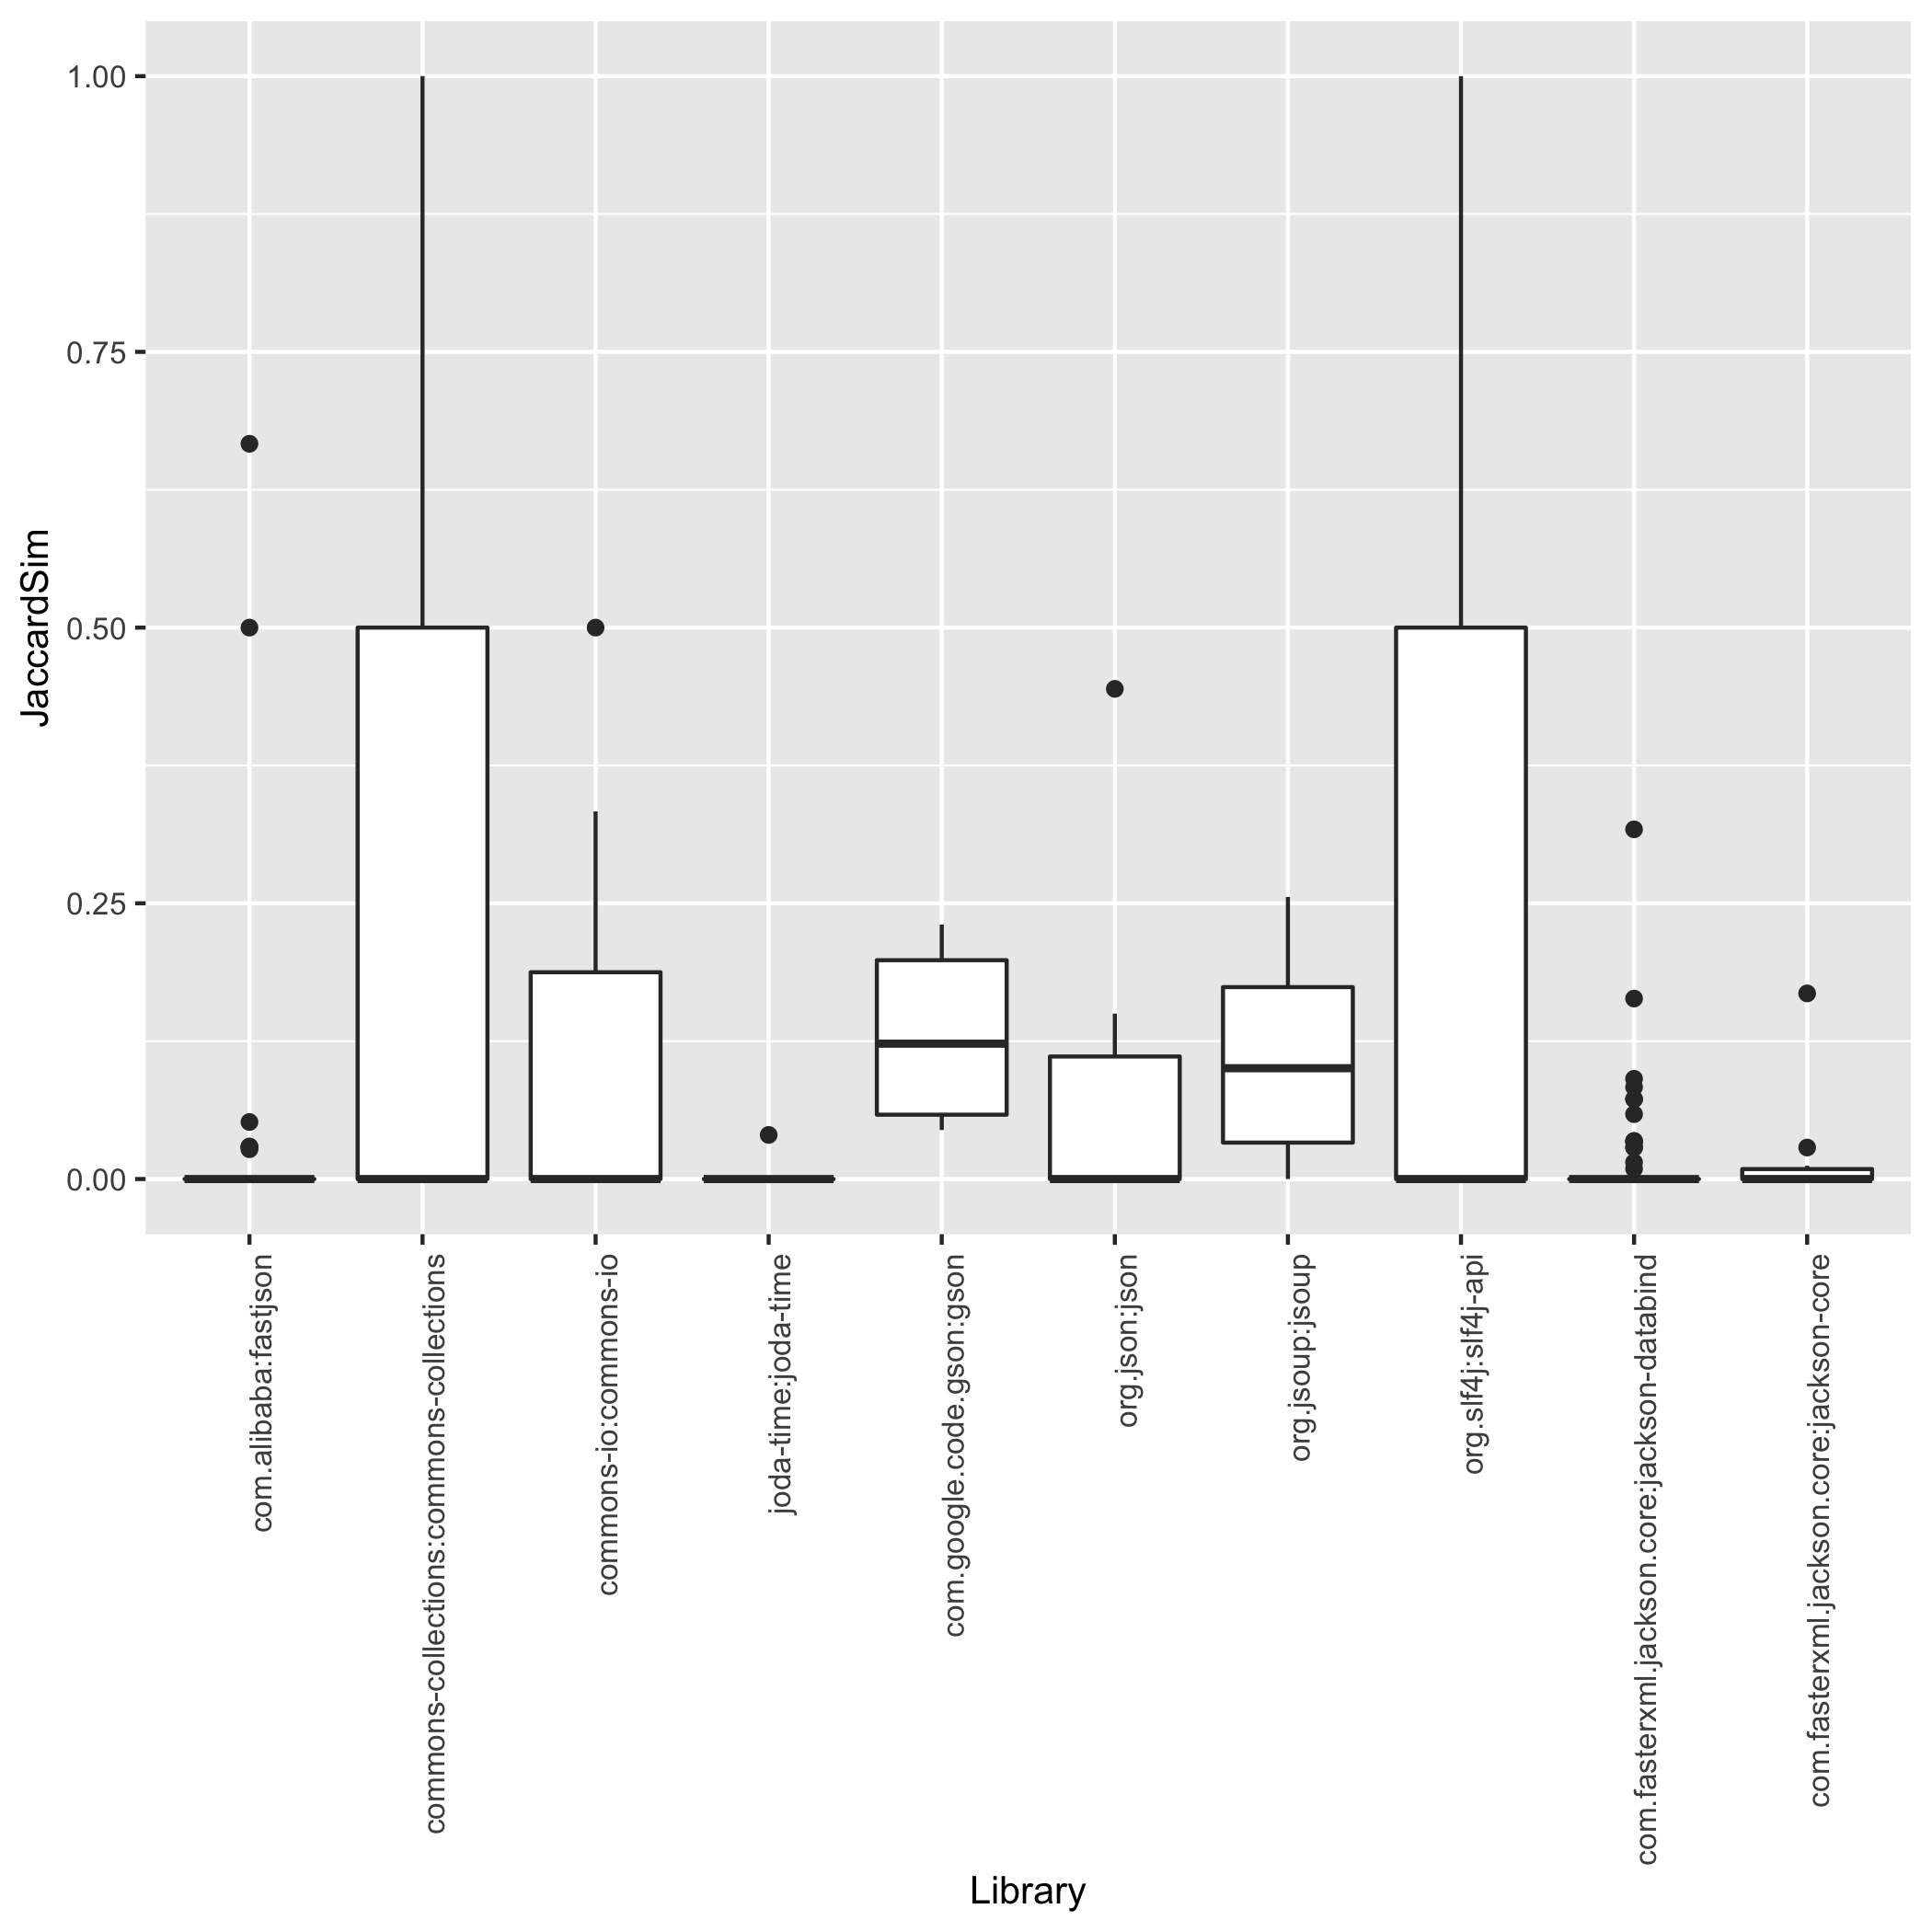 JaccardSim
1.00
0.75
0.50
0.25
0.00
com.alibaba:fastjson
commons-collections:commons-collections
commons-io:commons-io
joda-time:joda-time
com.google.code.gson:gson
org.json:json
org.jsoup:jsoup
org.slf4j:slf4j-api
com.fasterxml.jackson.core:jackson-databind
com.fasterxml.jackson.core:jackson-core
Library